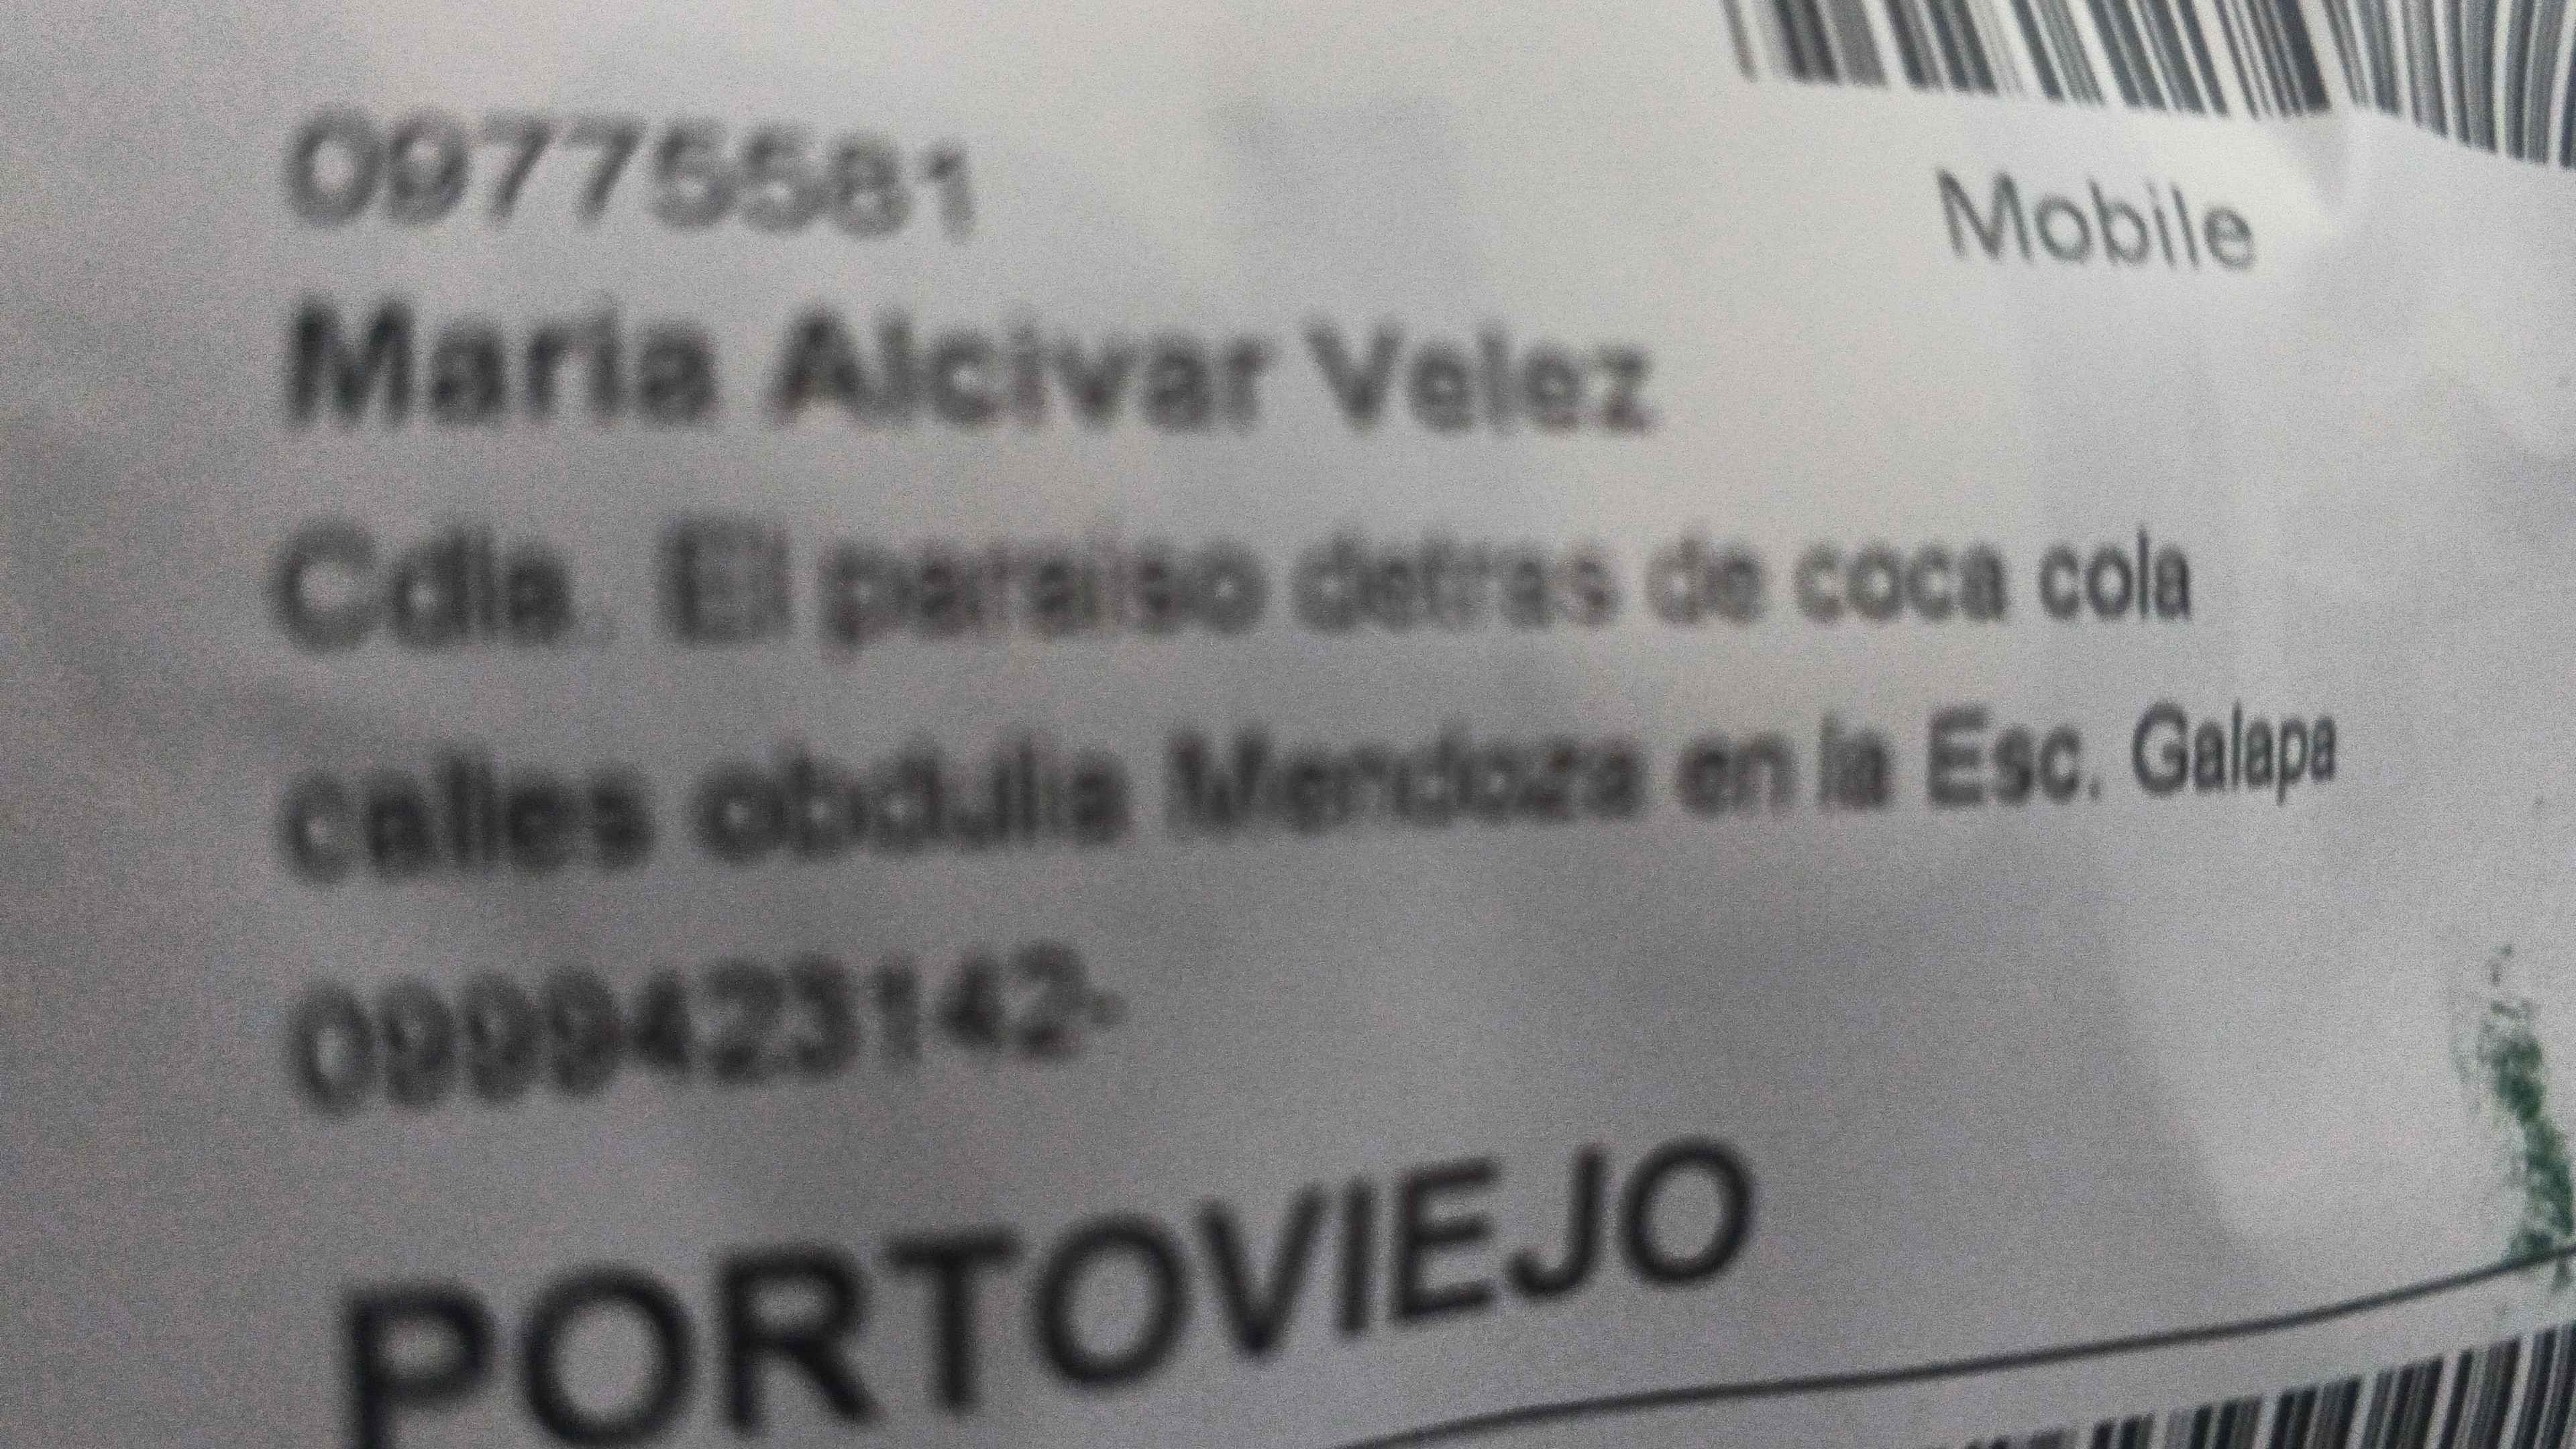 09775581
Mobile
Maria Alcivar Velez
Cdla. El paraiso detras de coca cola
calles obdulia Mendoza en la Esc. Galapa
0999423142-
PORTOVIEJO